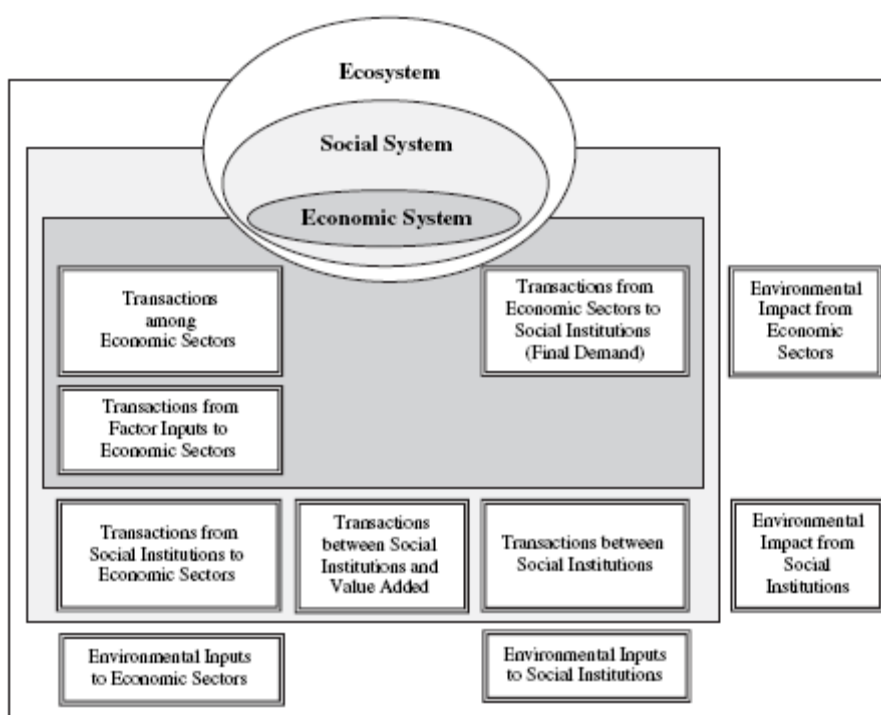 Ecosystem
Social System
Economic System
Transactions
among
Economic Sectors
Transactions from
Economic Sectors to
Social Institutions
(Final Demand)
Environmental
Impact from
Economic
Sectors
Transactions from
Factor Inputs to
Economic Sectors
Transactions from
Social Institutions to
Economic Sectors
Transactions
between Social
Institutions and
Value Added
Transactions between
Social Institutions
Environmental
Impact from
Social
Institutions
Environmental Inputs
to Economic Sectors
Environmental Inputs
to Social Institutions